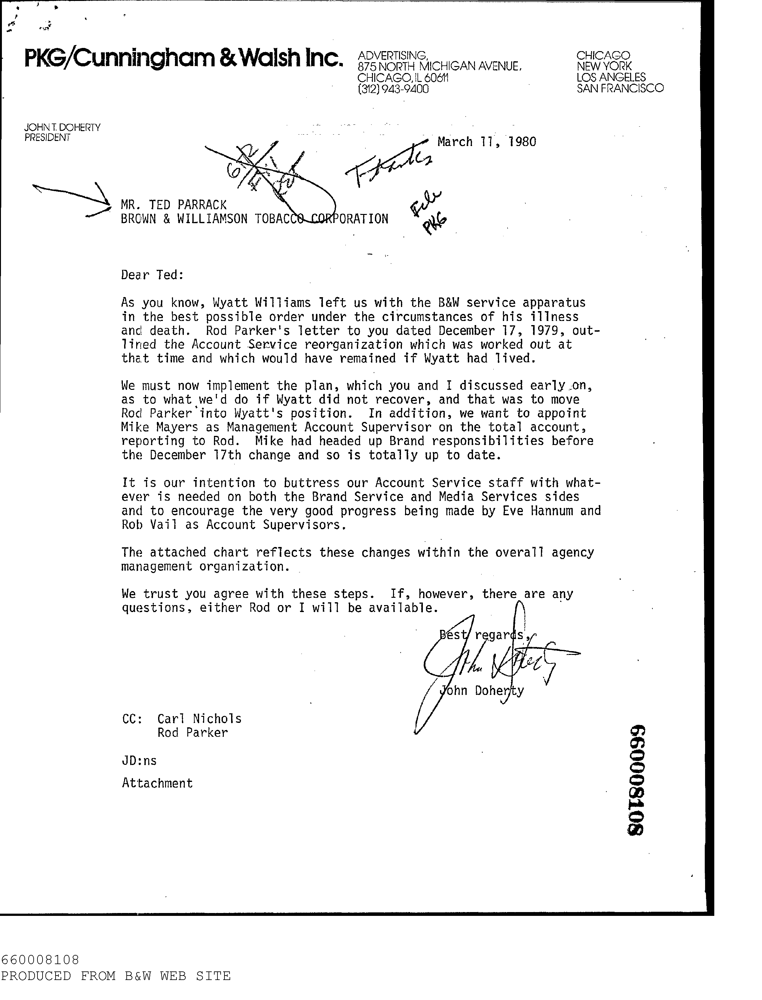 PKG/Cunningham & Walsh Inc.
ADVERTISING,
875 NORTH MICHIGAN AVENUE,
CHICAGO, IL 60611
(312) 943-9400
CHICAGO
NEW YORK
LOS ANGELES
SAN FRANCISCO
JOHN T. DOHERTY
PRESIDENT
March 11, 1980
File
PKG
MR. TED PARRACK
BROWN & WILLIAMSON TOBACCO CORPORATION
Dear Ted:
As you know, Wyatt Williams left us with the B&W service apparatus
in the best possible order under the circumstances of his illness
and death. Rod Parker's letter to you dated December 17, 1979, out-
lined the Account Service reorganization which was worked out at
that time and which would have remained if Wyatt had lived.
We must now implement the plan, which you and I discussed early on,
as to what we'd do if Wyatt did not recover, and that was to move
Rod Parker into Wyatt's position. In addition, we want to appoint
Mike Mayers as Management Account Supervisor on the total account,
reporting to Rod. Mike had headed up Brand responsibilities before
the December 17th change and so is totally up to date.
It is our intention to buttress our Account Service staff with what-
ever is needed on both the Brand Service and Media Services sides
and to encourage the very good progress being made by Eve Hannum and
Rob Vail as Account Supervisors.
The attached chart reflects these changes within the overall agency
management organization.
We trust you agree with these steps. If, however, there are any
questions, either Rod or I will be available.
Best regards,
John Doherty
John Doherty
CC: Carl Nichols
Rod Parker
JD:ns
Attachment
660008108
660008108
PRODUCED FROM B&W WEB SITE